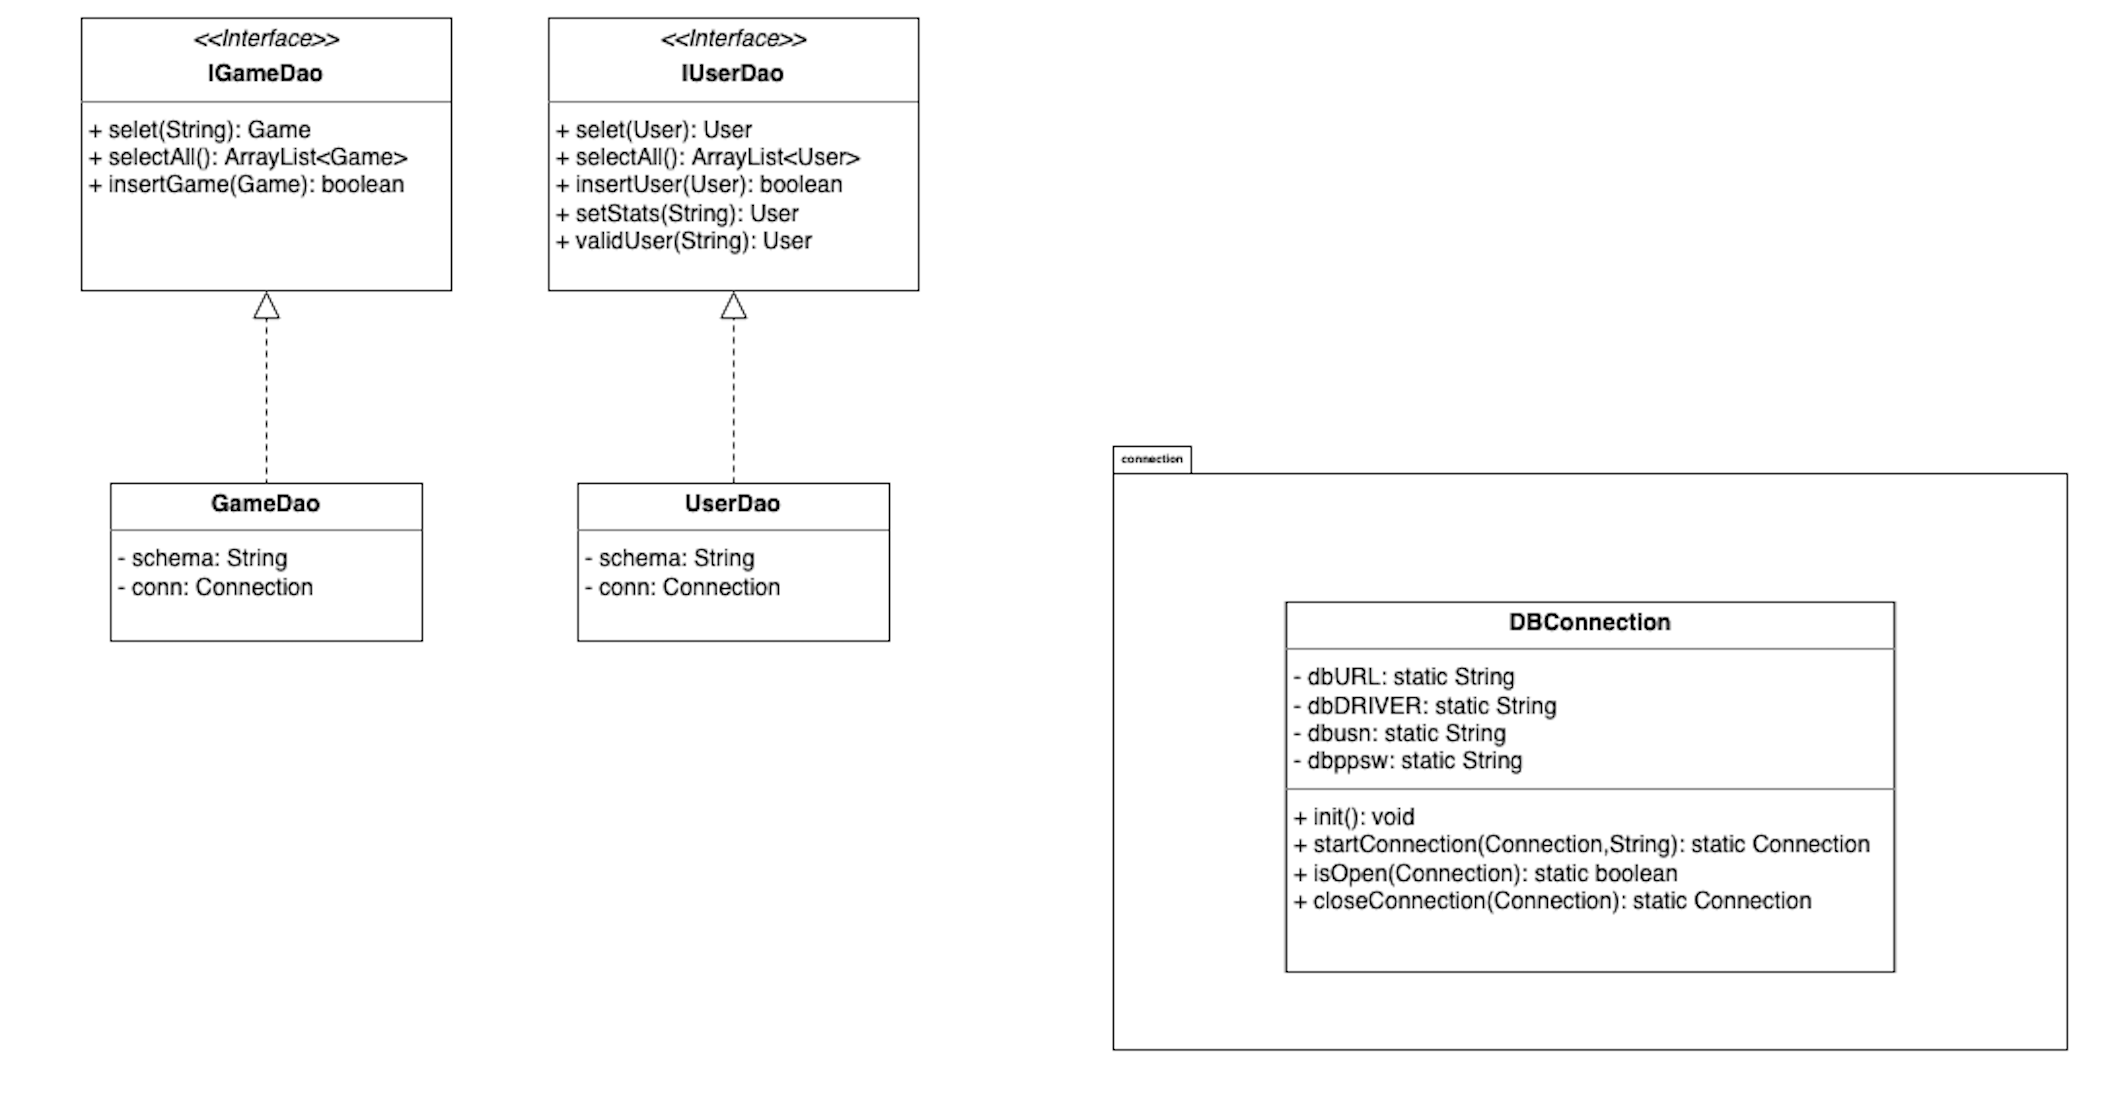 <<Interface>>
IGameDao
+ selet(String): Game
+ selectAll(): ArrayList<Game>
+ insertGame(Game): boolean
<<Interface>>
IUserDao
+ selet(User): User
+ selectAll(): ArrayList<User>
+ insertUser(User): boolean
+ setStats(String): User
+ validUser(String): User
GameDao
- schema: String
- conn: Connection
UserDao
- schema: String
- conn: Connection
connection
DBConnection
- dbURL: static String
- dbDRIVER: static String
- dbusn: static String
- dbppsw: static String
+ init(): void
+ startConnection(Connection,String): static Connection
+ isOpen(Connection): static boolean
+ closeConnection(Connection): static Connection